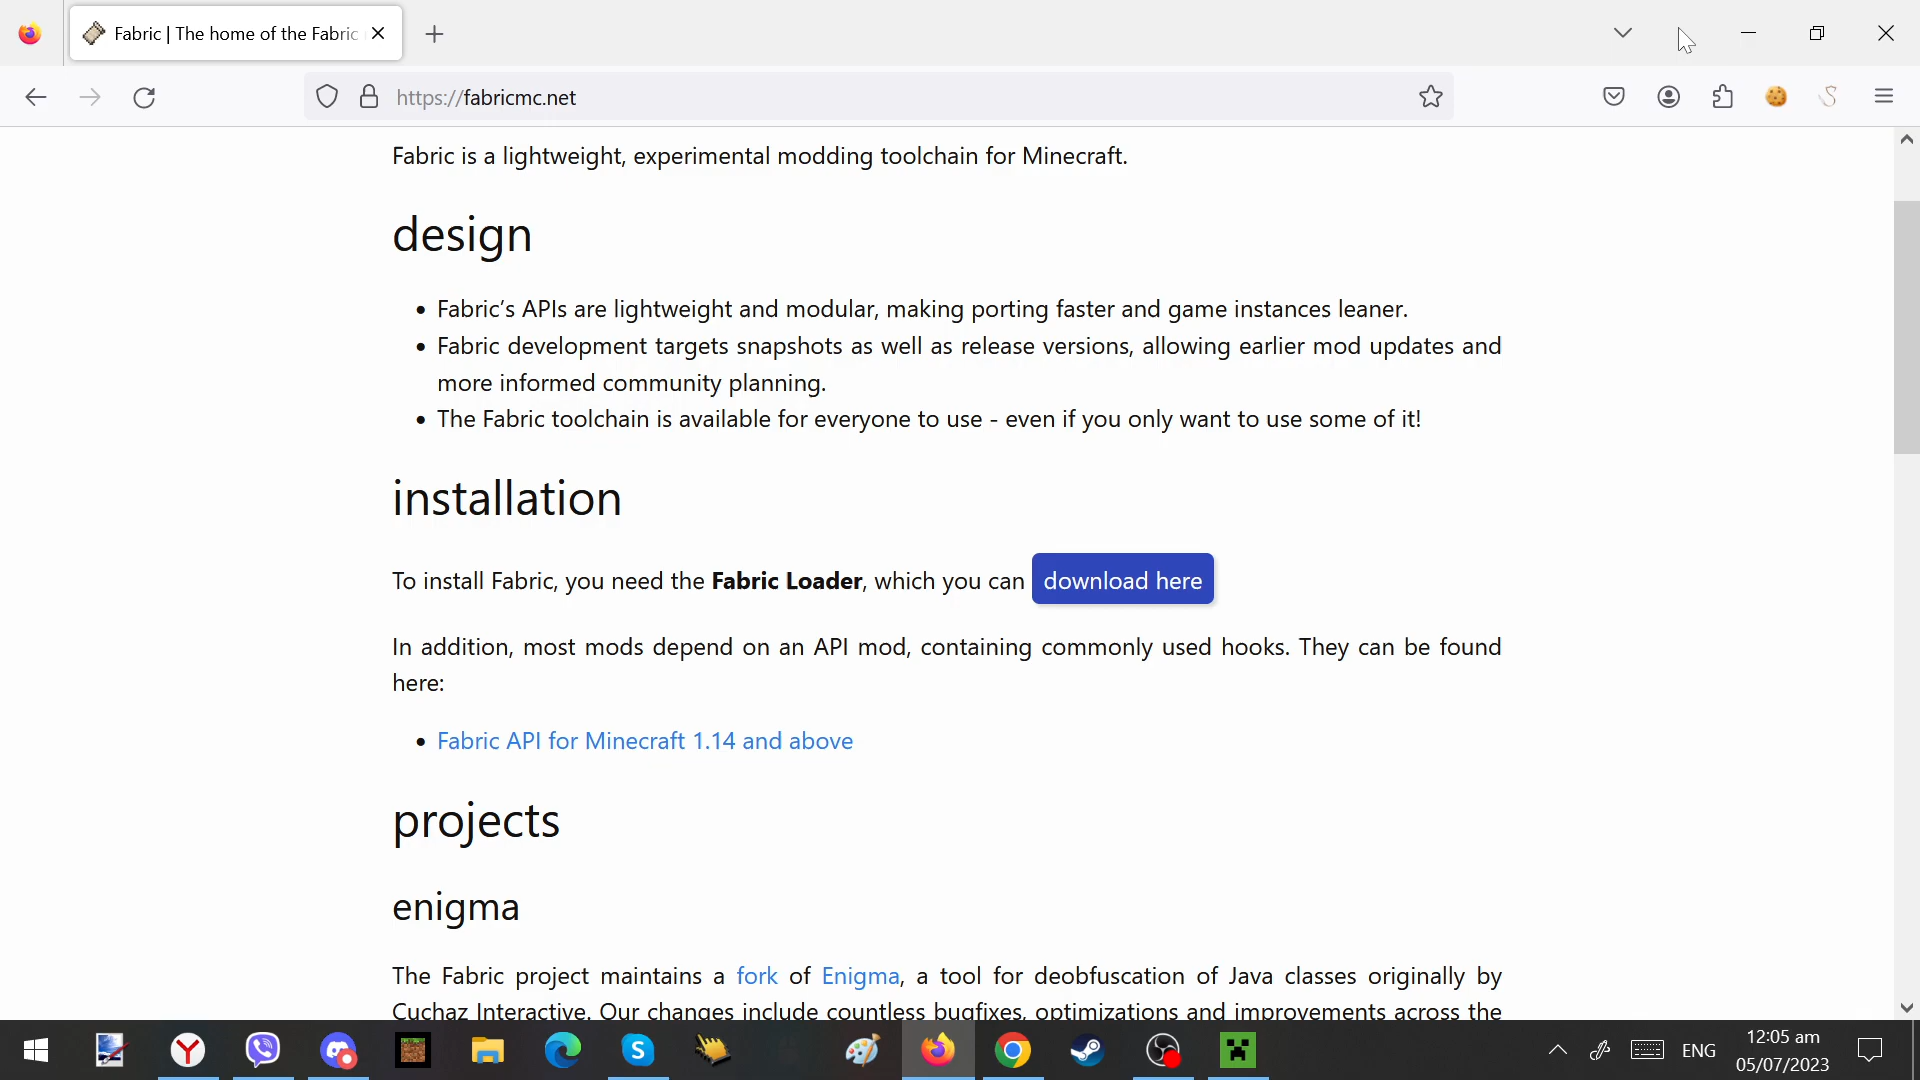 Fabric | The home of the Fabric
https://fabricmc.net
Fabric is a lightweight, experimental modding toolchain for Minecraft.
design
• Fabric’s APIs are lightweight and modular, making porting faster and game instances leaner.
• Fabric development targets snapshots as well as release versions, allowing earlier mod updates and
more informed community planning.
• The Fabric toolchain is available for everyone to use - even if you only want to use some of it!
installation
To install Fabric, you need the Fabric Loader, which you can download here
In addition, most mods depend on an API mod, containing commonly used hooks. They can be found
here:
• Fabric API for Minecraft 1.14 and above
projects
enigma
The Fabric project maintains a fork of Enigma, a tool for deobfuscation of Java classes originally by
Cuchaz Interactive. Our changes include countless bugfixes, optimizations and improvements across the
ENG
12:05 am
05/07/2023